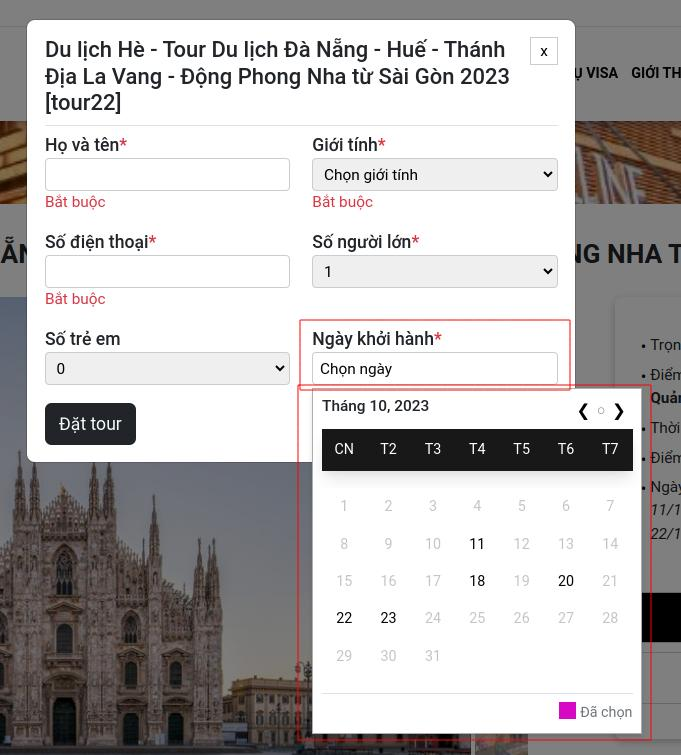 Du lịch Hè - Tour Du lịch Đà Nẵng - Huế - Thánh
Địa La Vang - Động Phong Nha từ Sài Gòn 2023
[tour22]
x
Ụ VISA GIỚI TH
LINE
Họ và tên*
Giới tính*
Chọn giới tính
Bắt buộc
Bắt buộc
ẴN
NG NHA T
Số điện thoại*
Số người lớn*
1
Bắt buộc
Số trẻ em
Ngày khởi hành*
0
Chọn ngày
Đặt tour
Tháng 10, 2023
❮ ○ ❯
CN T2 T3 T4 T5 T6 T7
1 2 3 4 5 6 7
8 9 10 11 12 13 14
15 16 17 18 19 20 21
22 23 24 25 26 27 28
29 30 31
Đã chọn
• Trọn
• Điểm
Quản
• Thời
• Điểm
• Ngày
11/1
22/1